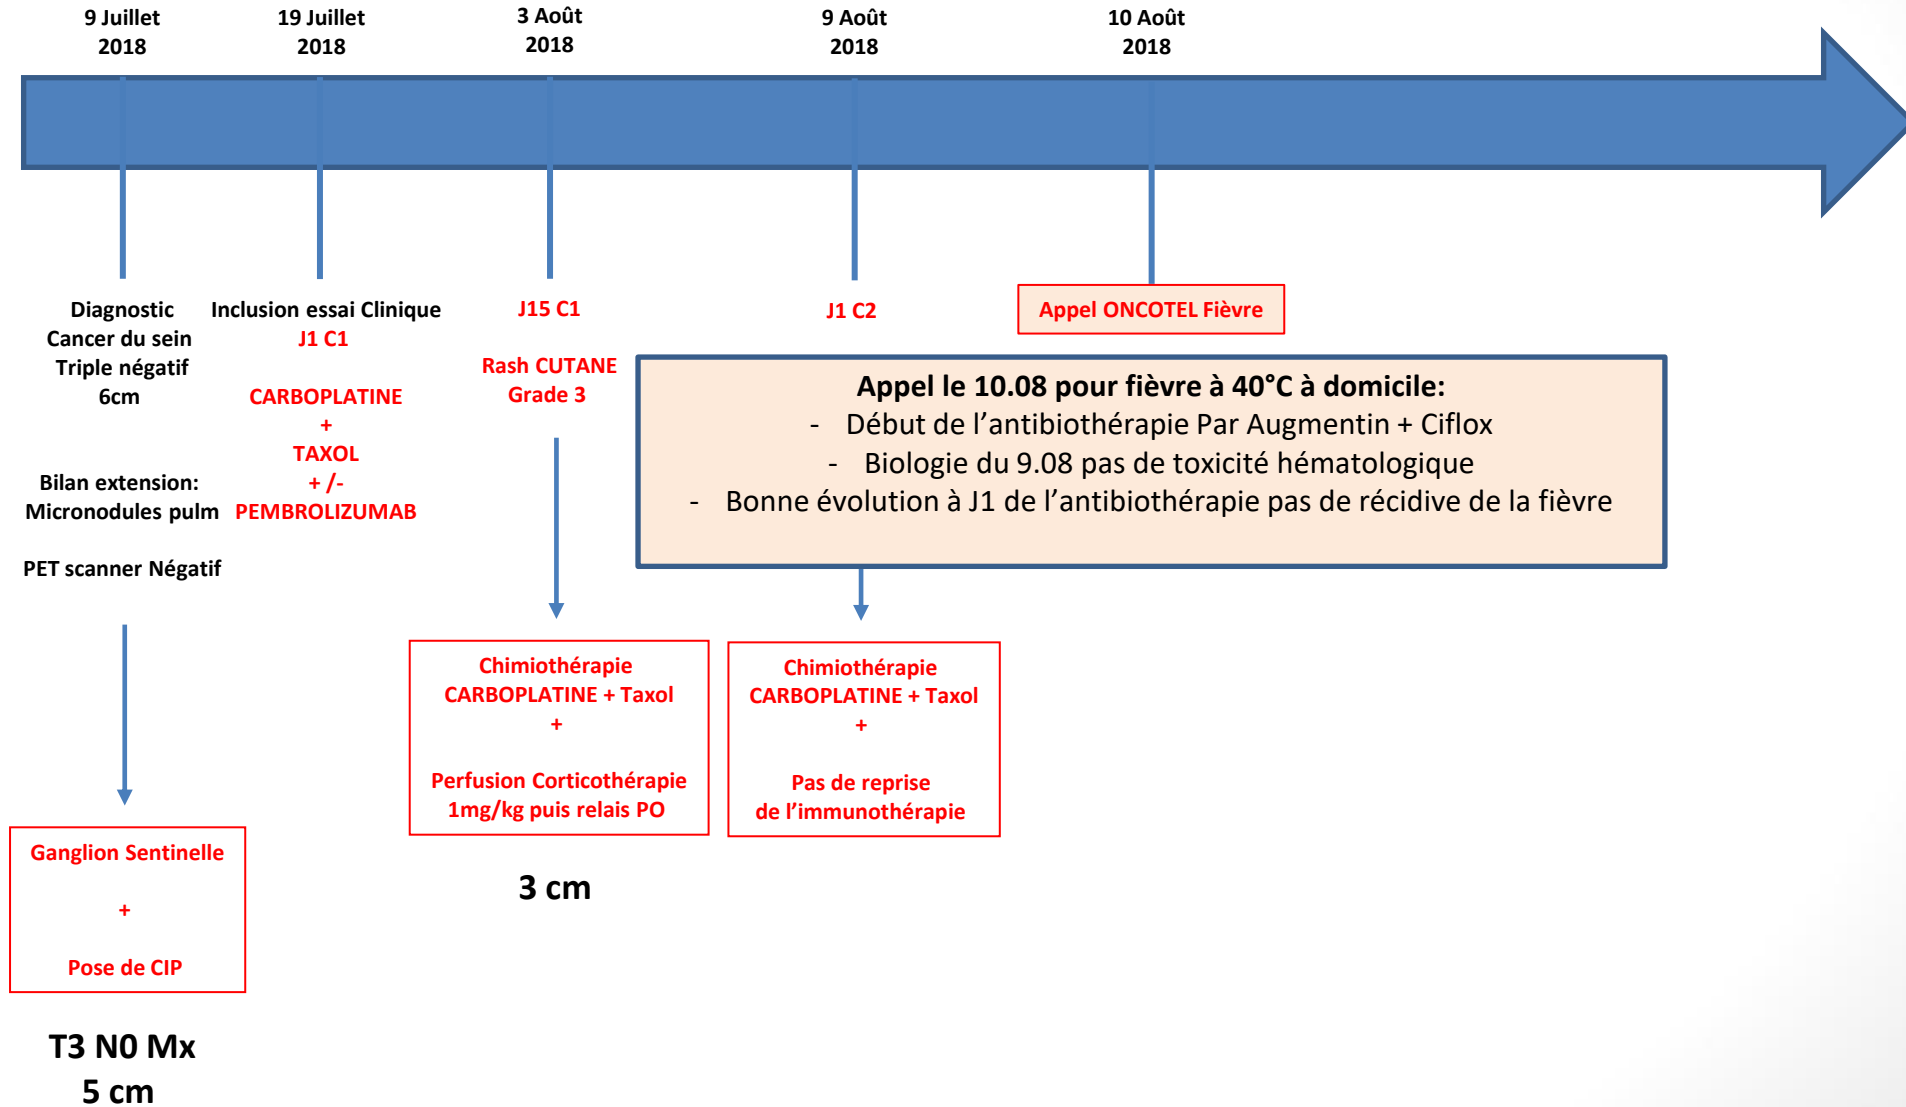 9 Juillet
2018
19 Juillet
2018
3 Août
2018
9 Août
2018
10 Août
2018
Diagnostic
Cancer du sein
Triple négatif
6cm
Bilan extension:
Micronodules pulm
PET scanner Négatif
Ganglion Sentinelle
+
Pose de CIP
T3 N0 Mx
5 cm
Inclusion essai Clinique
J1 C1
CARBOPLATINE
+
TAXOL
+ /-
PEMBROLIZUMAB
J15 C1
Rash CUTANE
Grade 3
Chimiothérapie
CARBOPLATINE + Taxol
+
Perfusion Corticothérapie
1mg/kg puis relais PO
3 cm
J1 C2
Chimiothérapie
CARBOPLATINE + Taxol
+
Pas de reprise
de l’immunothérapie
Appel ONCOTEL Fièvre
Appel le 10.08 pour fièvre à 40°C à domicile:
- Début de l’antibiothérapie Par Augmentin + Ciflox
- Biologie du 9.08 pas de toxicité hématologique
- Bonne évolution à J1 de l’antibiothérapie pas de récidive de la fièvre